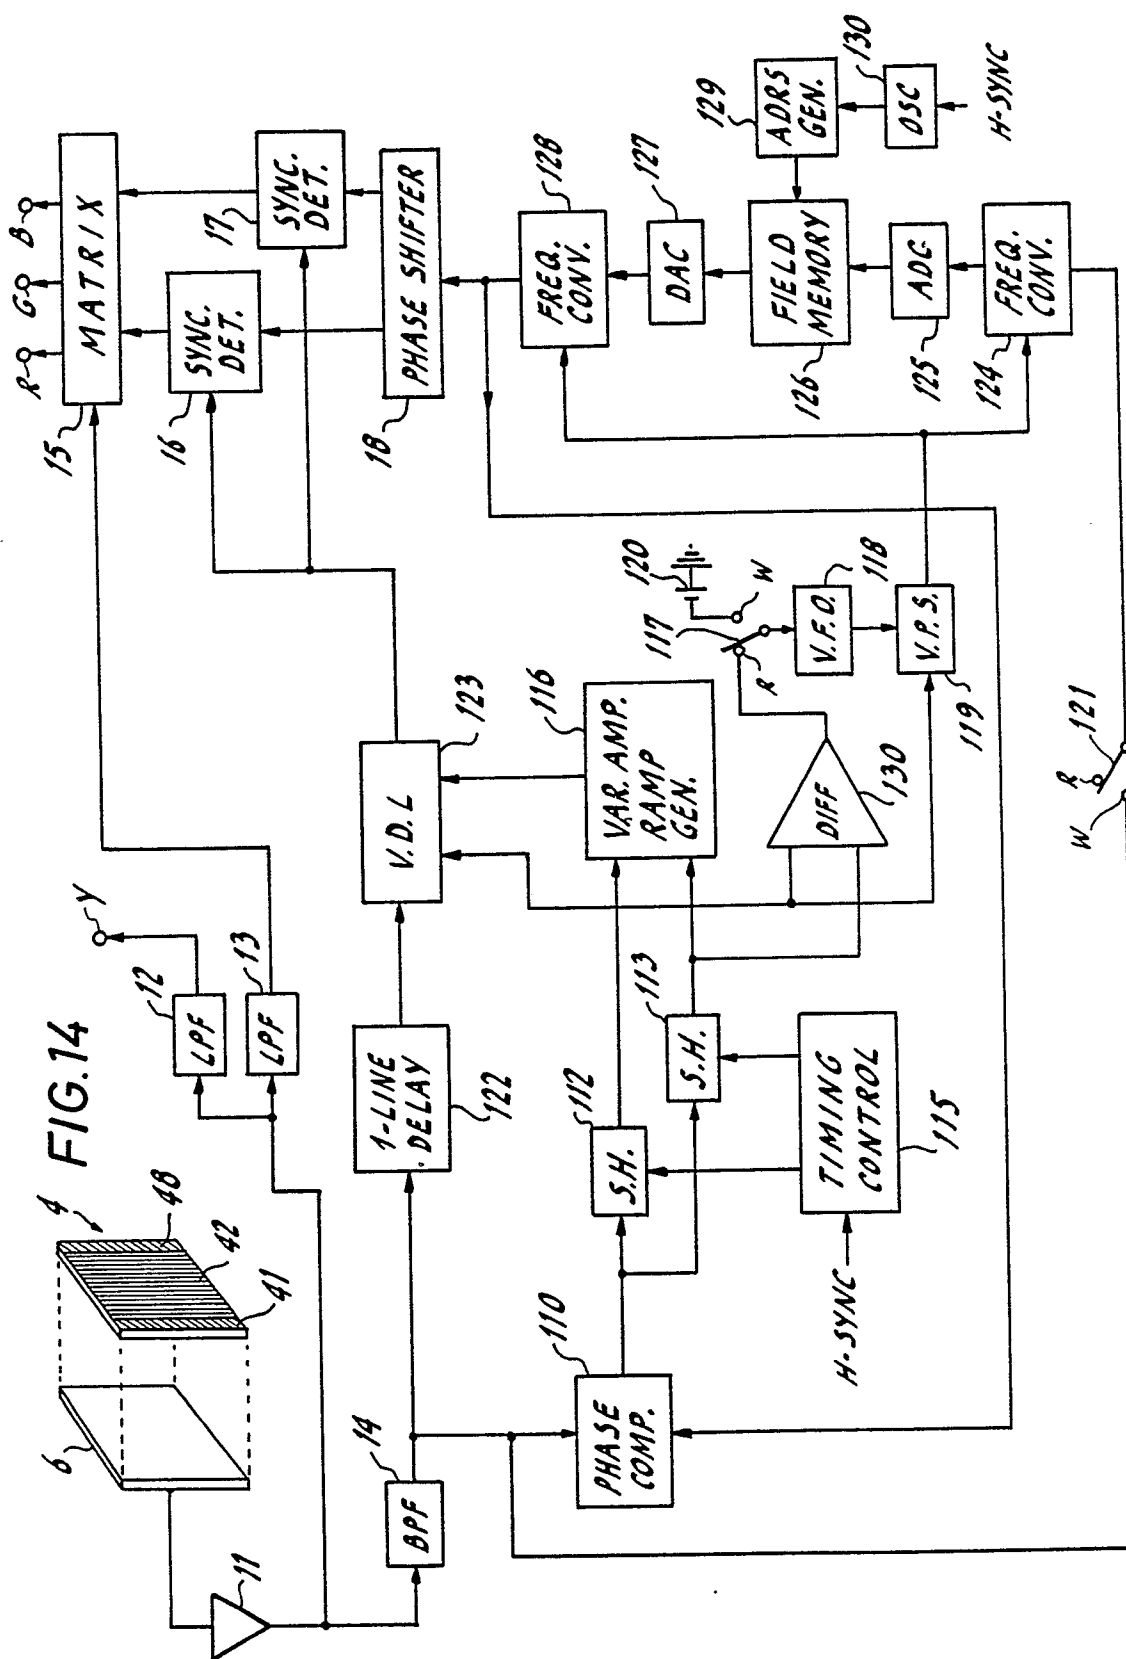 FIG.14
4
48
42
41
6
11
12
LPF
Y
13
LPF
14
BPF
1-LINE
DELAY
122
V.D.L
123
15
MATRIX
R
G
B
16
SYNC.
DET.
17
SYNC.
DET.
18
PHASE SHIFTER
110
PHASE
COMP.
112
S.H.
113
S.H.
TIMING
CONTROL
115
H-SYNC
116
VAR. AMP.
RAMP
GEN.
DIFF
130
117
R
W
120
V.F.O.
118
V.P.S.
119
W
R
121
128
FREQ.
CONV.
127
DAC
126
FIELD
MEMORY
125
ADC
124
FREQ.
CONV.
129
ADRS
GEN.
130
OSC
H-SYNC